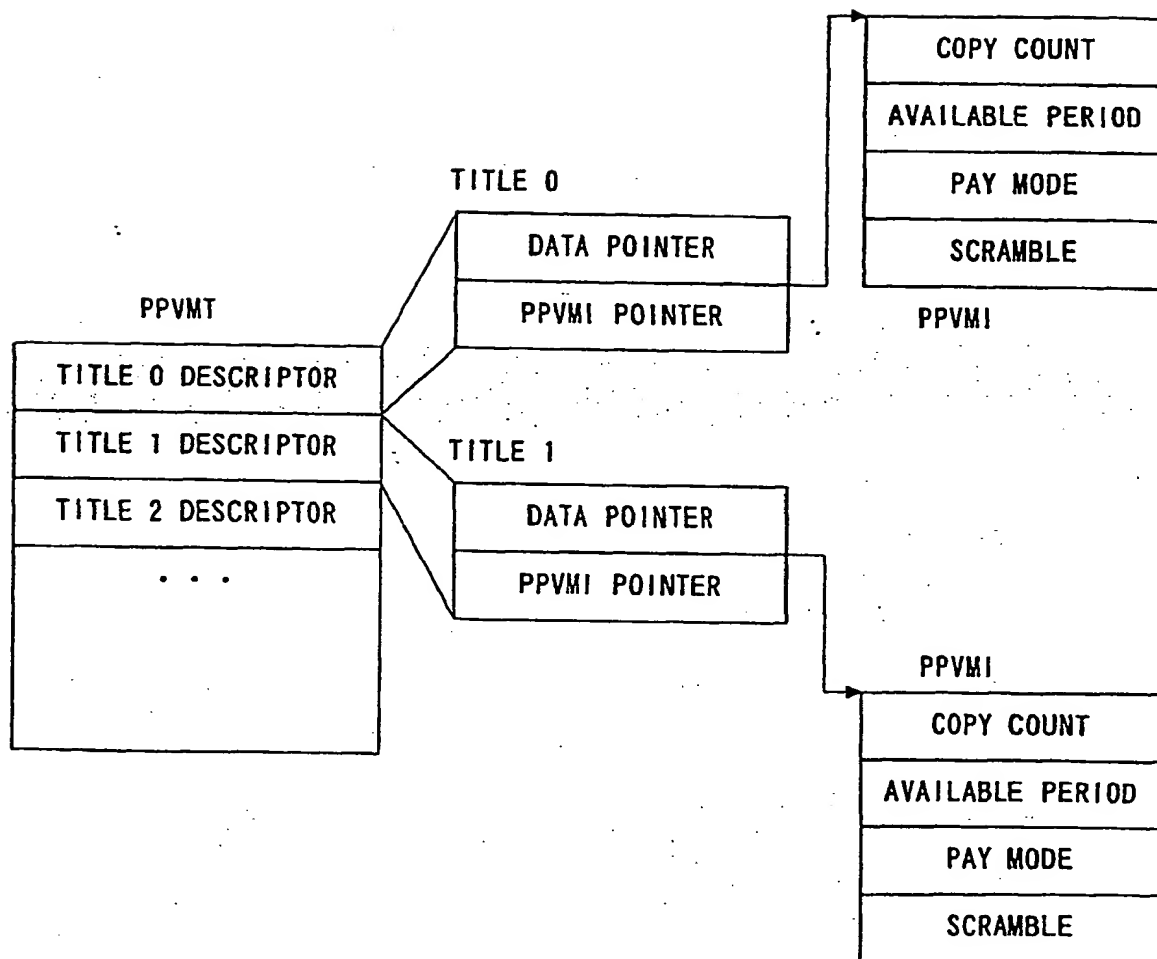 COPY COUNT
AVAILABLE PERIOD
PAY MODE
SCRAMBLE
PPVMI
TITLE 0
DATA POINTER
PPVMI POINTER
PPVMT
TITLE 0 DESCRIPTOR
TITLE 1 DESCRIPTOR
TITLE 2 DESCRIPTOR
. . .
TITLE 1
DATA POINTER
PPVMI POINTER
PPVMI
COPY COUNT
AVAILABLE PERIOD
PAY MODE
SCRAMBLE